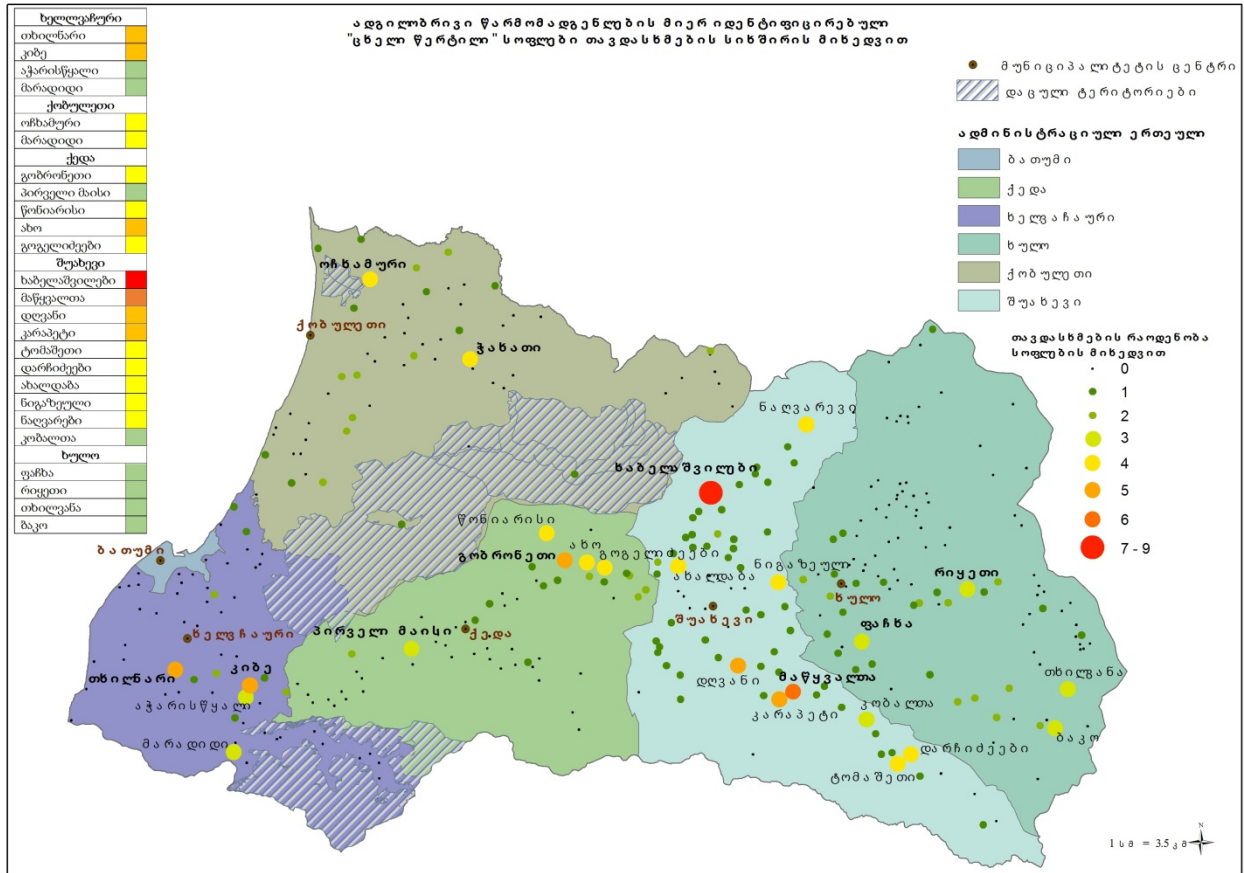 ადგილობრივი წარმომადგენლების მიერ იდენტიფიცირებული
"ცხელი წერტილი" სოფლები თავდასხმების სიხშირის მიხედვით
ხელლვაჩური
თხილნარი
კიბე
აჭარისწყალი
მარადიდი
ქობულეთი
ოჩხამური
მარადიდი
ქედა
გობრონეთი
პირველი მაისი
წონიარისი
ახო
გოგელიძეები
შუახევი
ხაბელაშვილები
მაწყვალთა
დღვანი
კარაპეტი
ტომაშეთი
დარჩიძეები
ახალდაბა
ნიგაზეული
ნაღვარები
კობალთა
ხულო
ფაჩხა
რიყეთი
თხილვანა
ბაკო
მუნიციპალიტეტის ცენტრი
დაცული ტერიტორიები
ადმინისტრაციული ერთეული
ბათუმი
ქედა
ხელვაჩაური
ხულო
ქობულეთი
შუახევი
თავდასხმების რაოდენობა
სოფლების მიხედვით
0
1
2
3
4
5
6
7 - 9
ოჩხამური
ქობულეთი
ჭახათი
ნაღვარევი
ხაბელაშვილები
წონიარისი
ახო
გობრონეთი
გოგელიძეები
ახალდაბა
ნიგაზეული
რიყეთი
ბათუმი
ხულო
შუახევი
ხელვჩაური
პირველი მაისი
ქედა
ფაჩხა
თხილნარი
კიბე
აჭარისწყალი
დღვანი
მაწყვალთა
თხილვანა
კარაპეტი
კობალთა
ბაკო
მარადიდი
დარჩიძეები
ტომაშეთი
N
1 სმ = 3.5 კმ